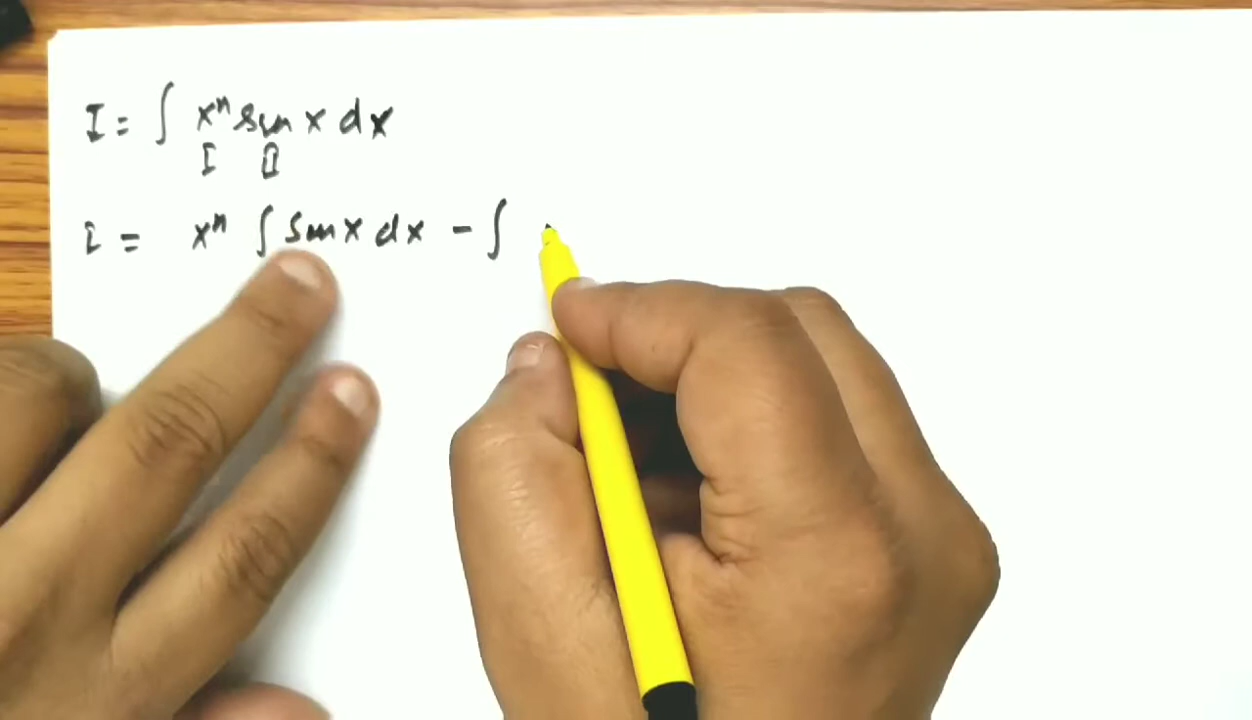 I = ∫ xⁿ sin x dx
I II
I = xⁿ ∫ sin x dx - ∫